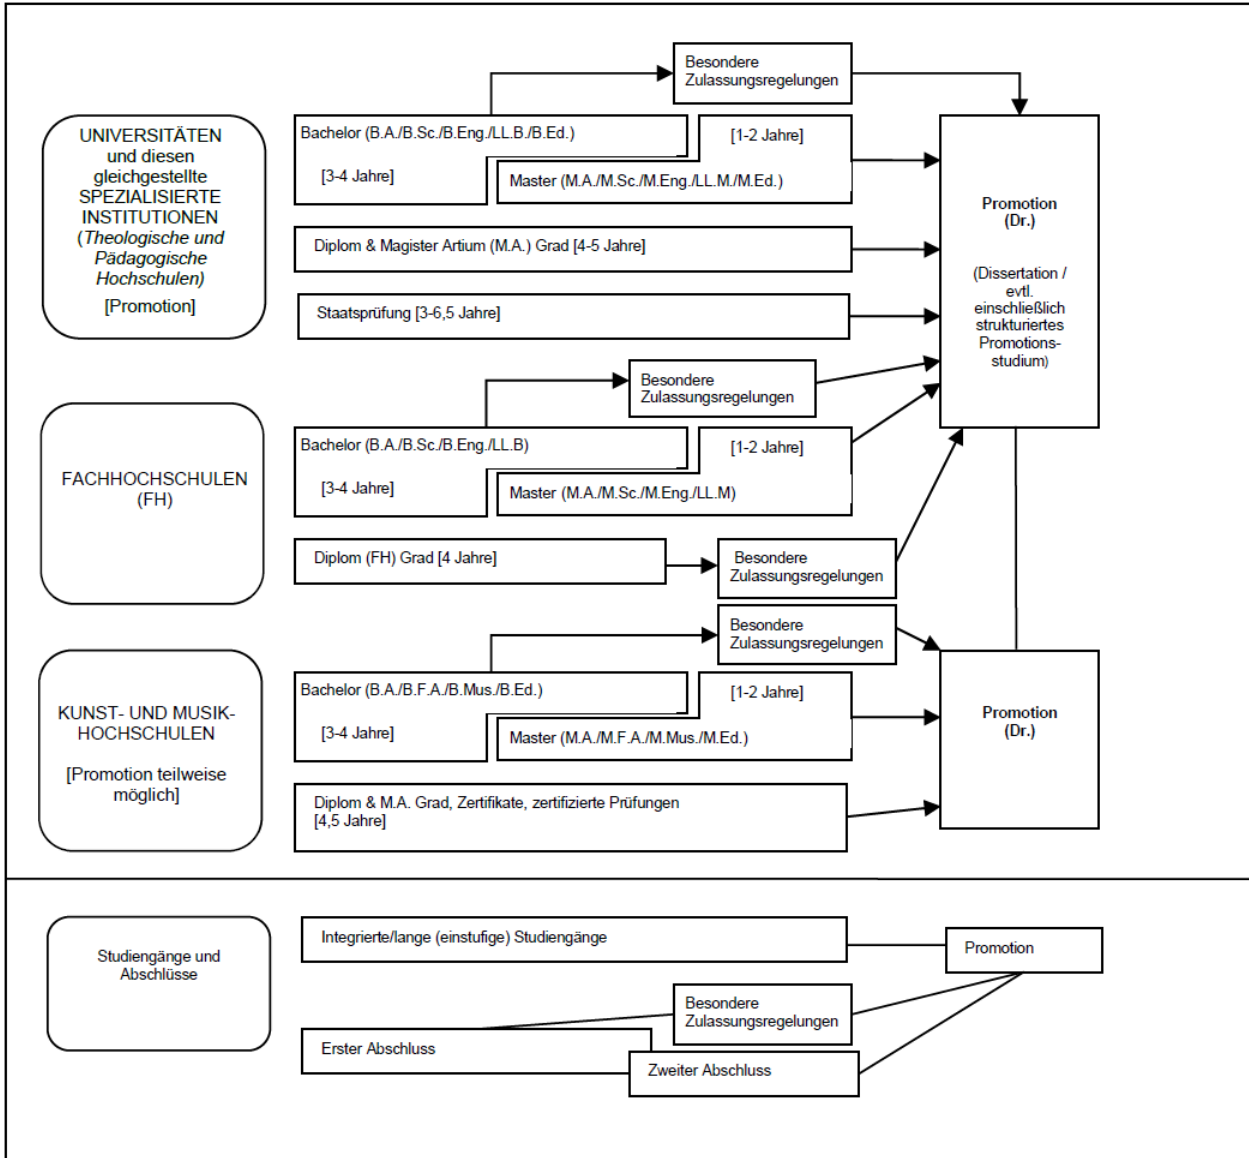 Besondere
Zulassungsregelungen
UNIVERSITÄTEN
und diesen
gleichgestellte
SPEZIALISIERTE
INSTITUTIONEN
(Theologische und
Pädagogische
Hochschulen)
[Promotion]
Bachelor (B.A./B.Sc./B.Eng./LL.B./B.Ed.)
[3-4 Jahre]
[1-2 Jahre]
Master (M.A./M.Sc./M.Eng./LL.M./M.Ed.)
Diplom & Magister Artium (M.A.) Grad [4-5 Jahre]
Staatsprüfung [3-6,5 Jahre]
Promotion
(Dr.)
(Dissertation /
evtl.
einschließlich
strukturiertes
Promotions-
studium)
Besondere
Zulassungsregelungen
FACHHOCHSCHULEN
(FH)
Bachelor (B.A./B.Sc./B.Eng./LL.B)
[3-4 Jahre]
[1-2 Jahre]
Master (M.A./M.Sc./M.Eng./LL.M)
Diplom (FH) Grad [4 Jahre]
Besondere
Zulassungsregelungen
Besondere
Zulassungsregelungen
KUNST- UND MUSIK-
HOCHSCHULEN
[Promotion teilweise
möglich]
Bachelor (B.A./B.F.A./B.Mus./B.Ed.)
[3-4 Jahre]
[1-2 Jahre]
Master (M.A./M.F.A./M.Mus./M.Ed.)
Diplom & M.A. Grad, Zertifikate, zertifizierte Prüfungen
[4,5 Jahre]
Promotion
(Dr.)
Studiengänge und
Abschlüsse
Integrierte/lange (einstufige) Studiengänge
Promotion
Besondere
Zulassungsregelungen
Erster Abschluss
Zweiter Abschluss